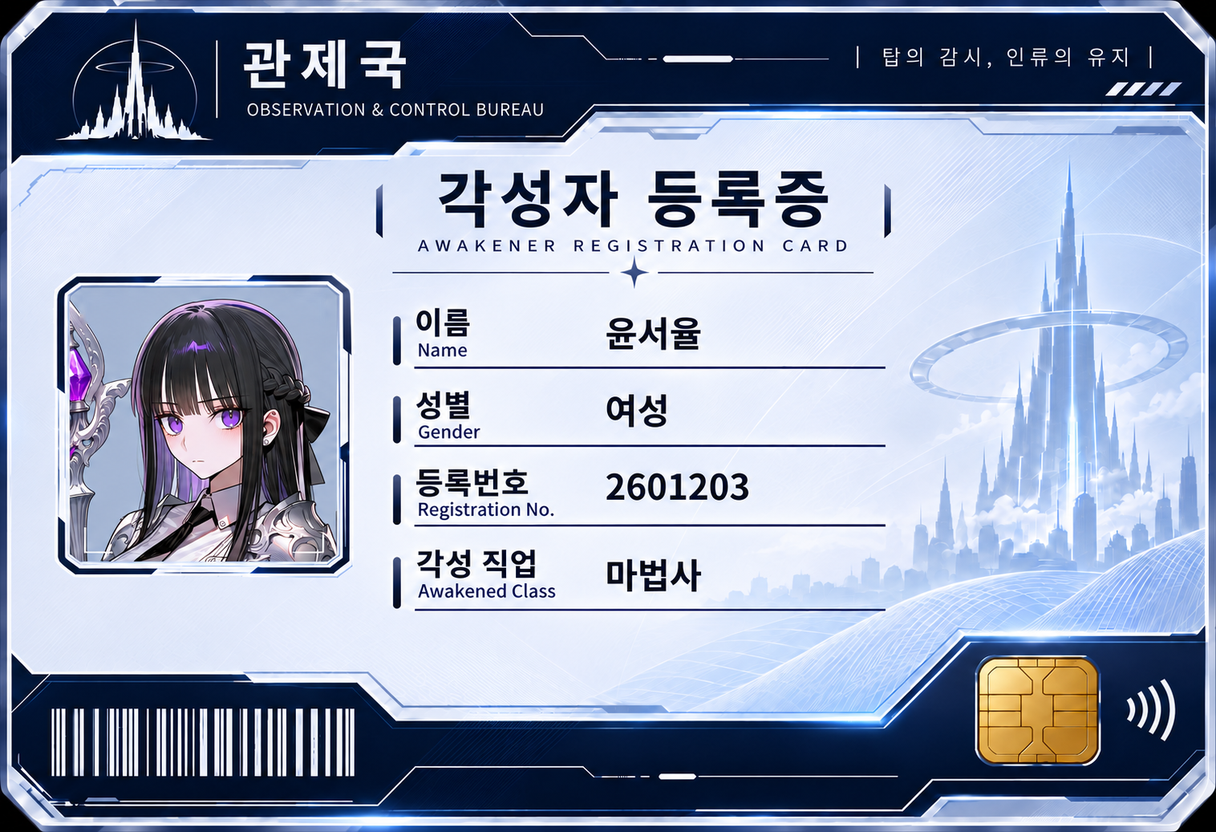 관제국
OBSERVATION & CONTROL BUREAU
| 탑의 감시, 인류의 유지 |
각성자 등록증
AWAKENER REGISTRATION CARD
이름 윤서율
Name
성별 여성
Gender
등록번호 2601203
Registration No.
각성 직업 마법사
Awakened Class